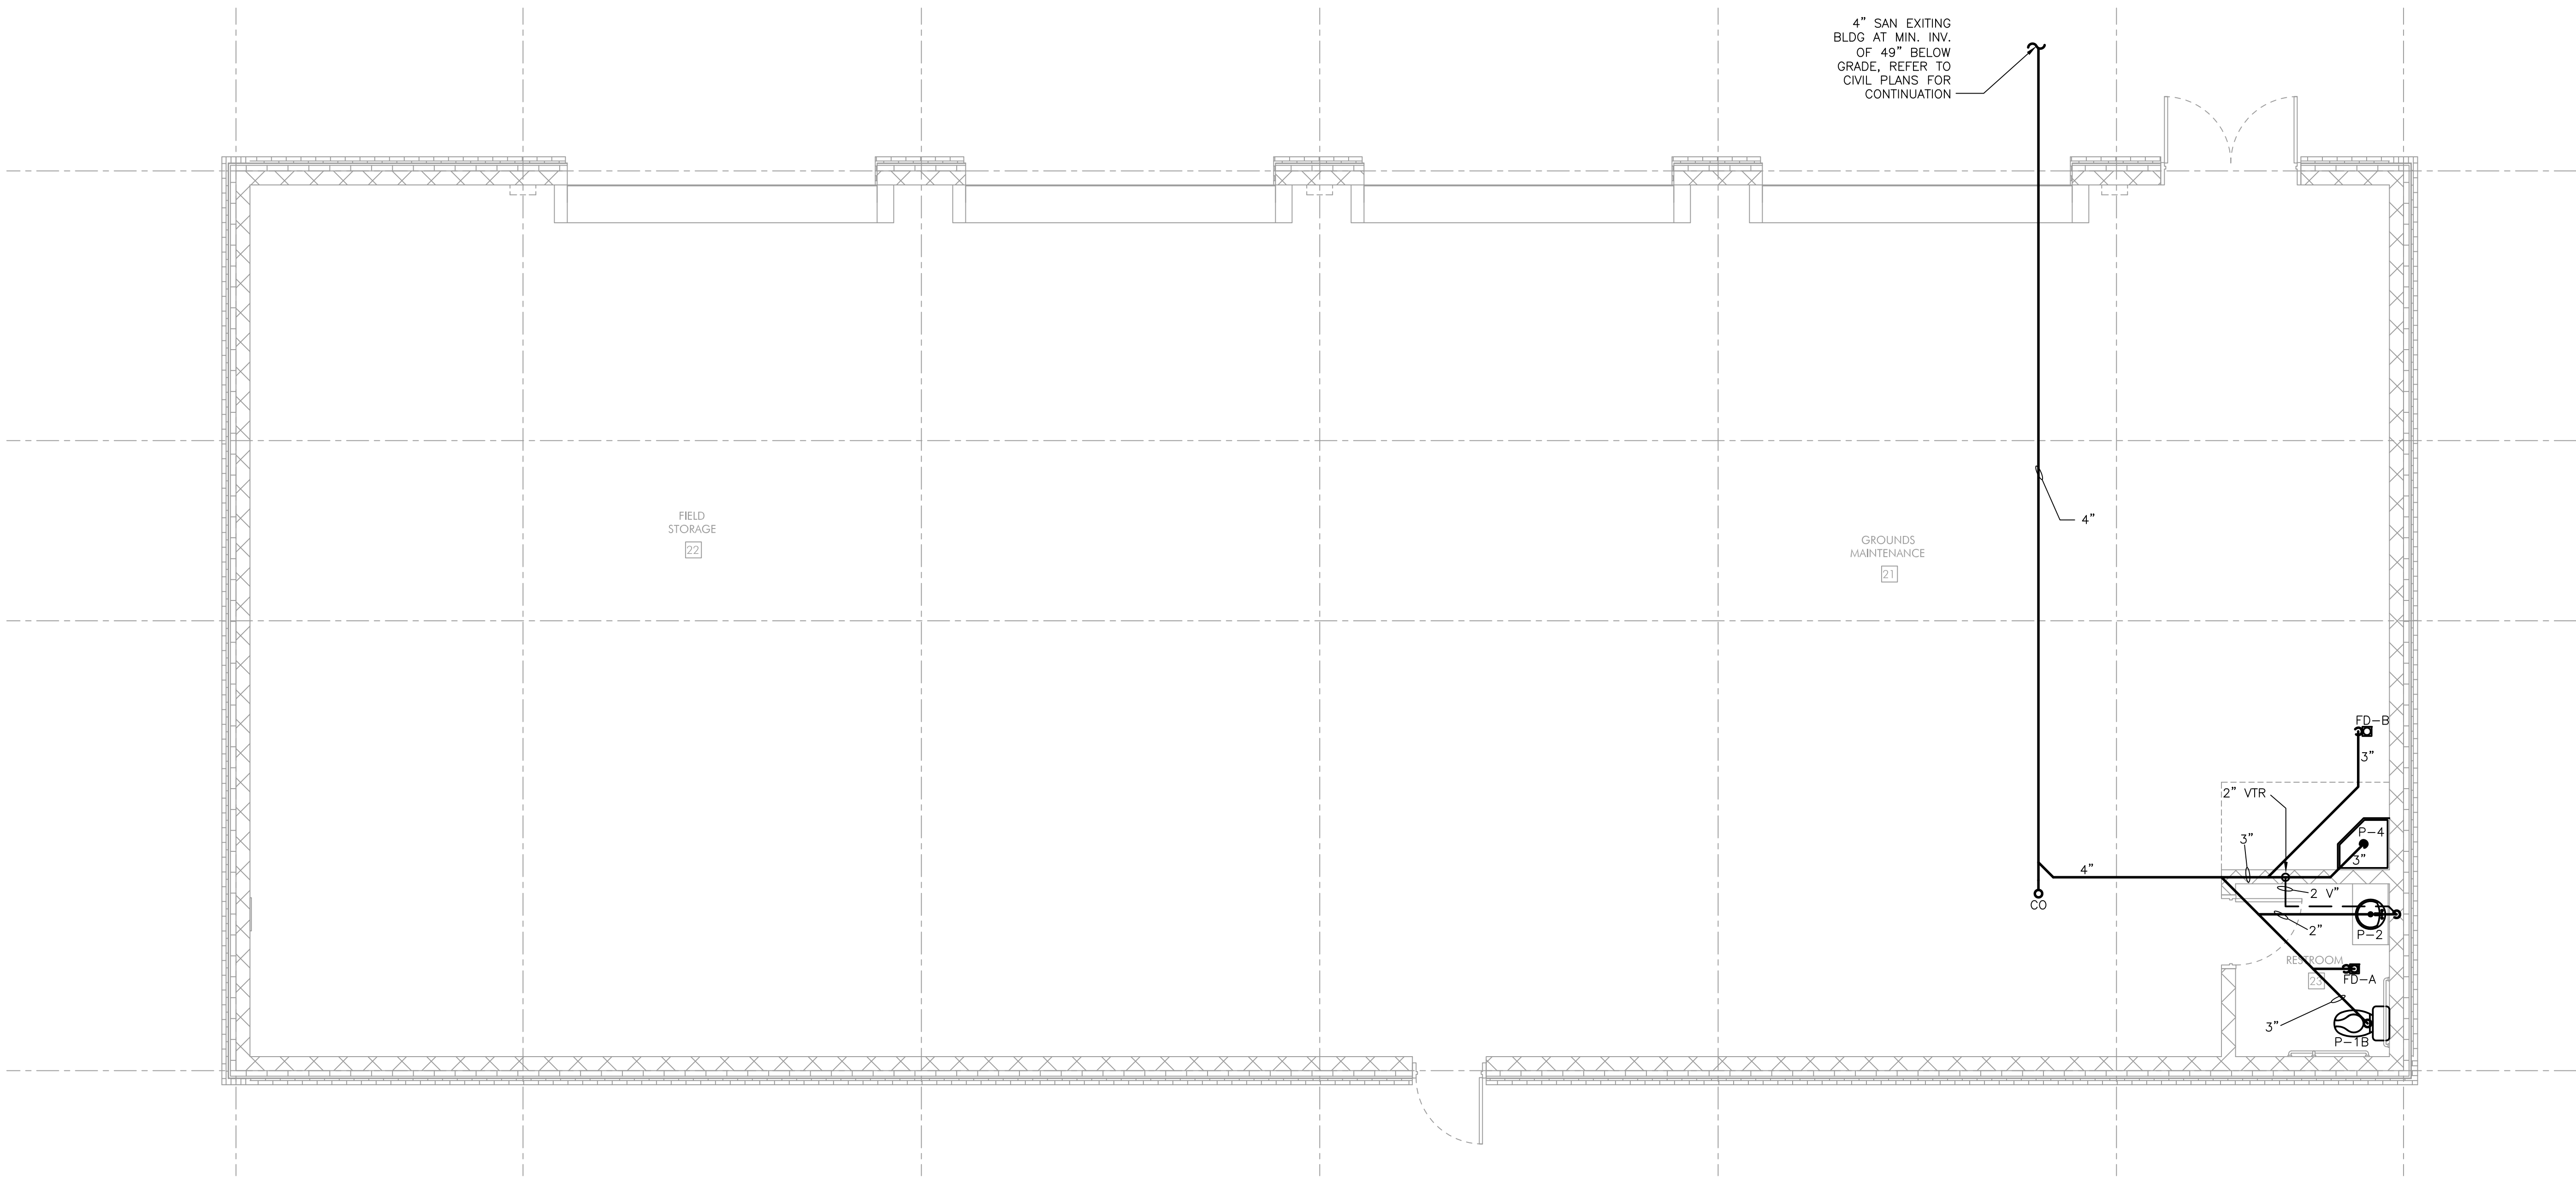 4" SAN EXITING
BLDG AT MIN. INV.
OF 49" BELOW
GRADE, REFER TO
CIVIL PLANS FOR
CONTINUATION
4"
FIELD
STORAGE
22
GROUNDS
MAINTENANCE
21
FD-B
3"
2" VTR
P-4
3"
3"
4"
2 V"
CO
2"
P-2
RESTROOM
23
FD-A
3"
P-1B